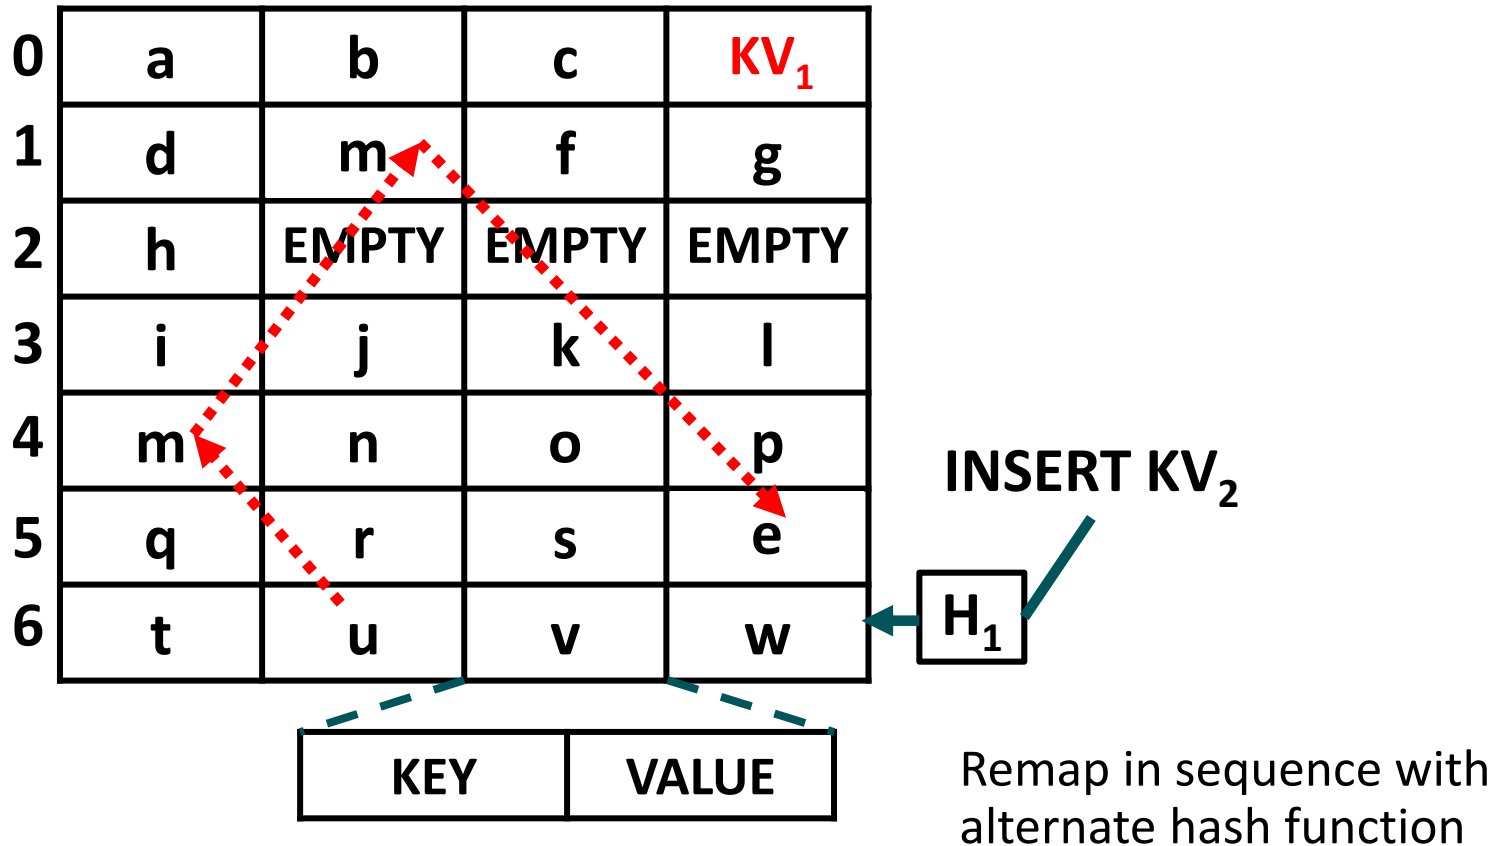 0 a b c KV₁
1 d m f g
2 h EMPTY EMPTY EMPTY
3 i j k l
4 m n o p
5 q r s e
6 t u v w
INSERT KV₂
H₁
KEY VALUE
Remap in sequence with
alternate hash function